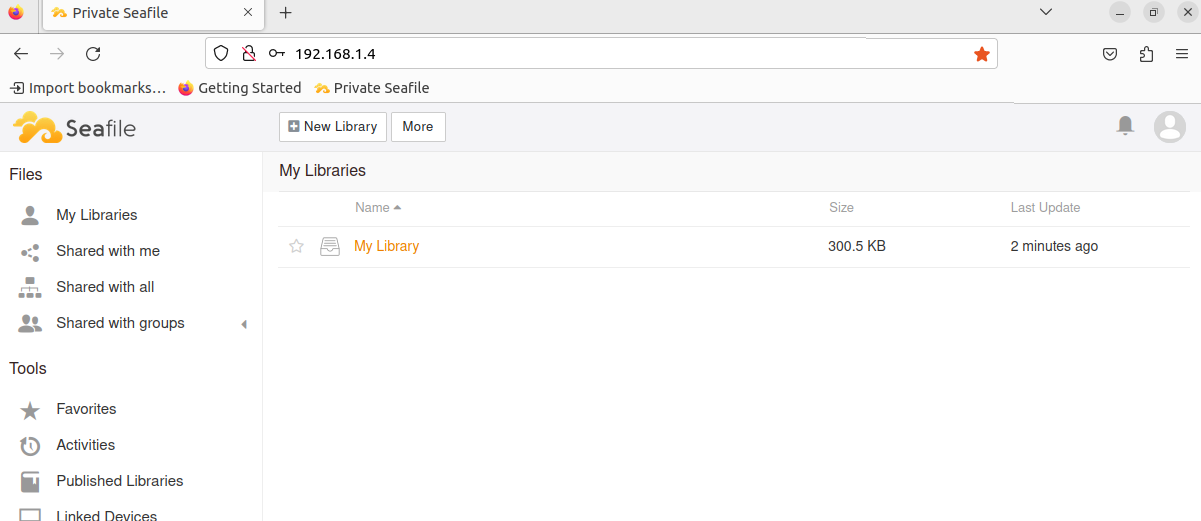 Private Seafile
192.168.1.4
Import bookmarks… Getting Started Private Seafile
Seafile New Library More
Files
My Libraries
Shared with me
Shared with all
Shared with groups
Tools
Favorites
Activities
Published Libraries
Linked Devices
My Libraries
Name Size Last Update
My Library 300.5 KB 2 minutes ago